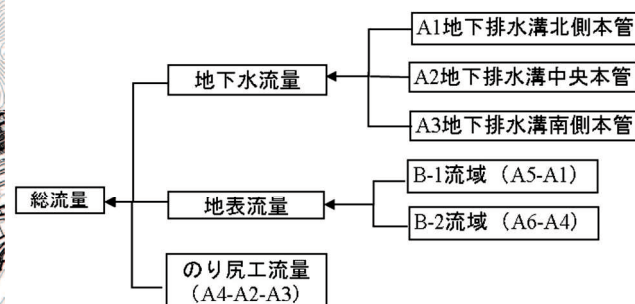 A1地下排水溝北側本管
地下水流量
A2地下排水溝中央本管
A3地下排水溝南側本管
B-1流域（A5-A1）
総流量
地表流量
B-2流域（A6-A4）
のり尻工流量
（A4-A2-A3）